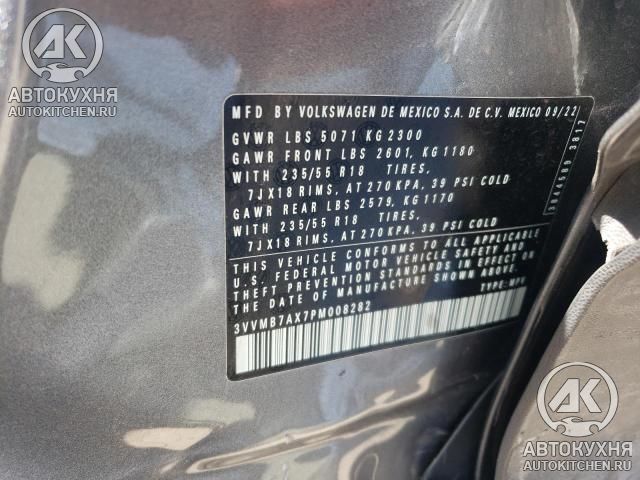 АК
АВТОКУХНЯ
AUTOKITCHEN.RU
MFD BY VOLKSWAGEN DE MEXICO S.A. DE C.V. MEXICO 09/22
GVWR LBS 5071 KG 2300
GAWR FRONT LBS 2601, KG 1180
WITH 235/55 R18 TIRES,
7JX18 RIMS, AT 270 KPA, 39 PSI COLD
GAWR REAR LBS 2579, KG 1170
WITH 235/55 R18 TIRES,
7JX18 RIMS, AT 270 KPA, 39 PSI COLD
THIS VEHICLE CONFORMS TO ALL APPLICABLE
U.S. FEDERAL MOTOR VEHICLE SAFETY AND
THEFT PREVENTION STANDARDS IN EFFECT ON
THE DATE OF MANUFACTURE SHOWN ABOVE.
3VVMB7AX7PM008282 TYPE: MPV
3817
АК
АВТОКУХНЯ
AUTOKITCHEN.RU